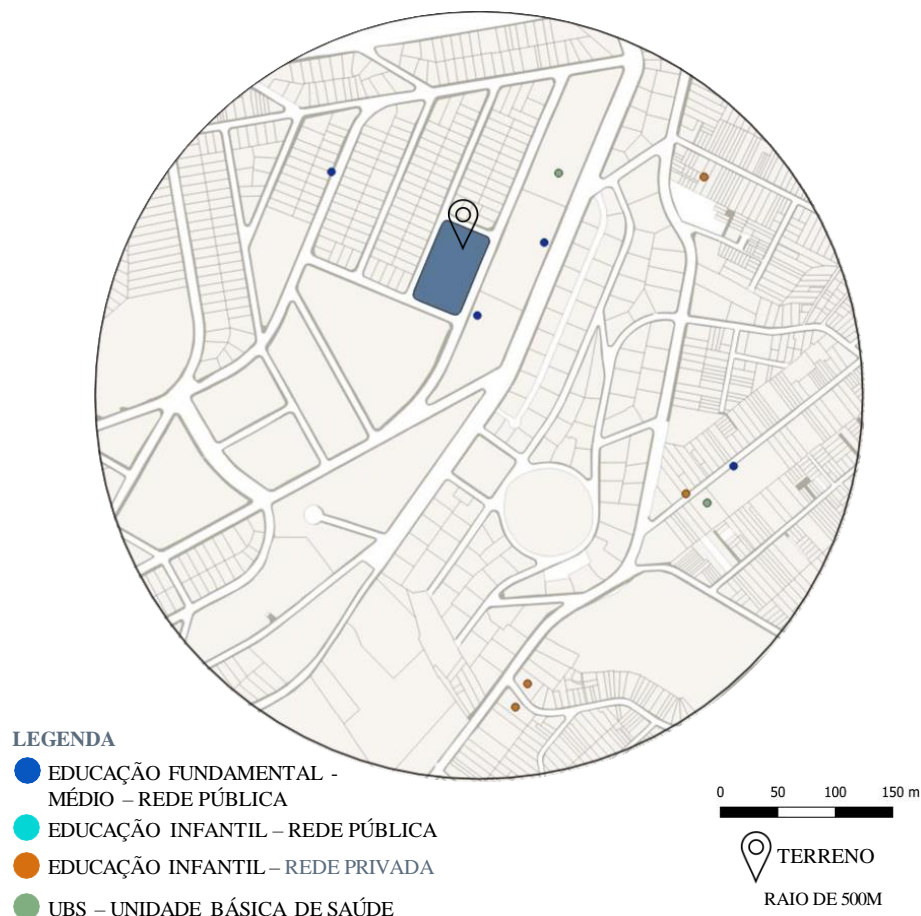 LEGENDA
EDUCAÇÃO FUNDAMENTAL -
MÉDIO – REDE PÚBLICA
EDUCAÇÃO INFANTIL – REDE PÚBLICA
EDUCAÇÃO INFANTIL – REDE PRIVADA
UBS – UNIDADE BÁSICA DE SAÚDE
0 50 100 150 m
TERRENO
RAIO DE 500M